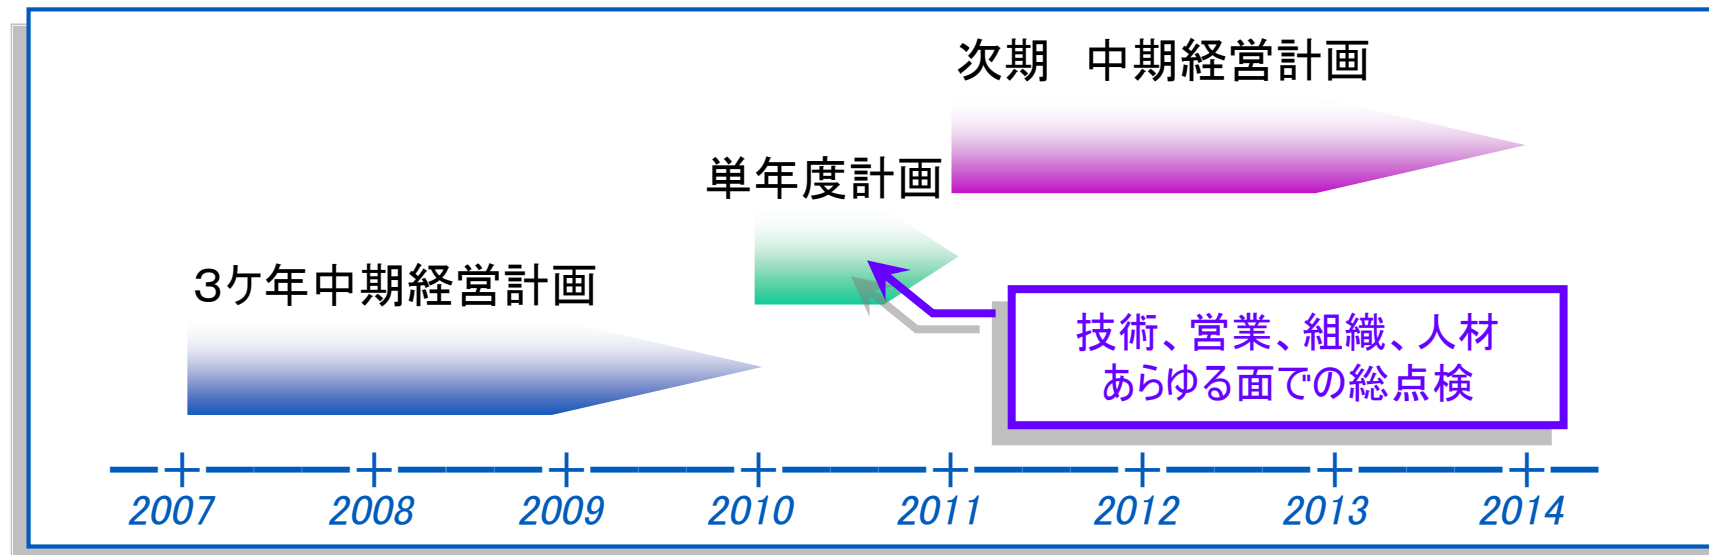 次期　中期経営計画
単年度計画
３ケ年中期経営計画
技術、営業、組織、人材
あらゆる面での総点検
2007 2008 2009 2010 2011 2012 2013 2014